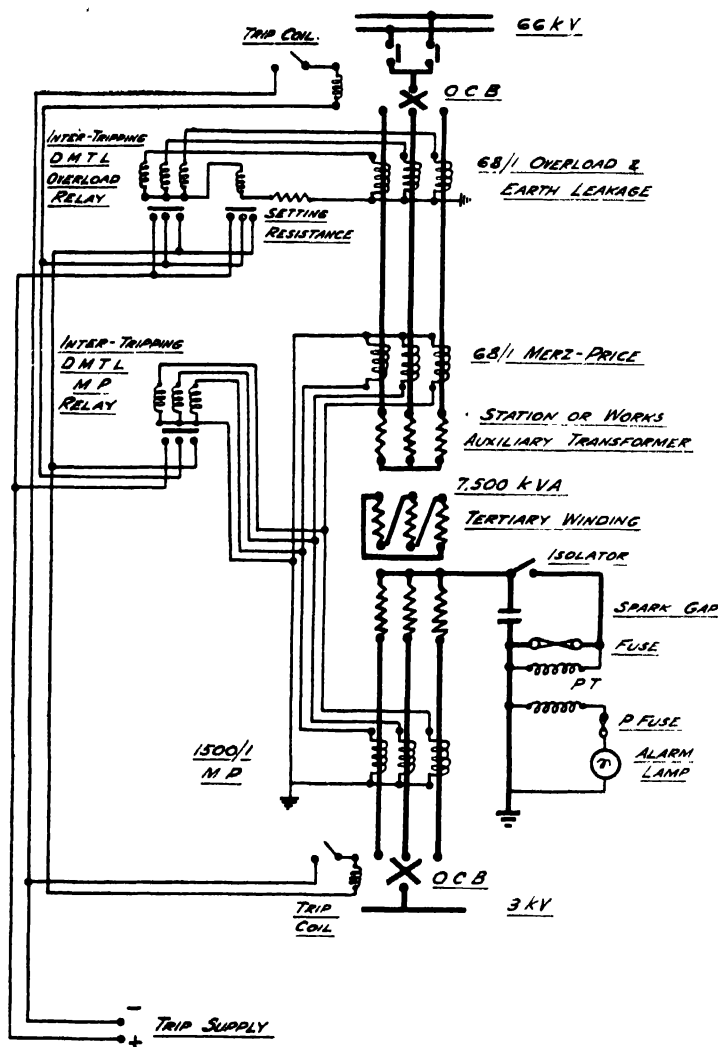 66 kV
TRIP COIL.
OCB
INTER-TRIPPING
DMTL
OVERLOAD
RELAY
68/1 OVERLOAD &
EARTH LEAKAGE
SETTING
RESISTANCE
INTER-TRIPPING
DMTL
MP
RELAY
68/1 MERZ-PRICE
STATION OR WORKS
AUXILIARY TRANSFORMER
7,500 kVA
TERTIARY WINDING
ISOLATOR
SPARK GAP
FUSE
PT
P FUSE
ALARM
LAMP
1500/1
MP
OCB
TRIP
COIL
3 kV
-
+
TRIP SUPPLY